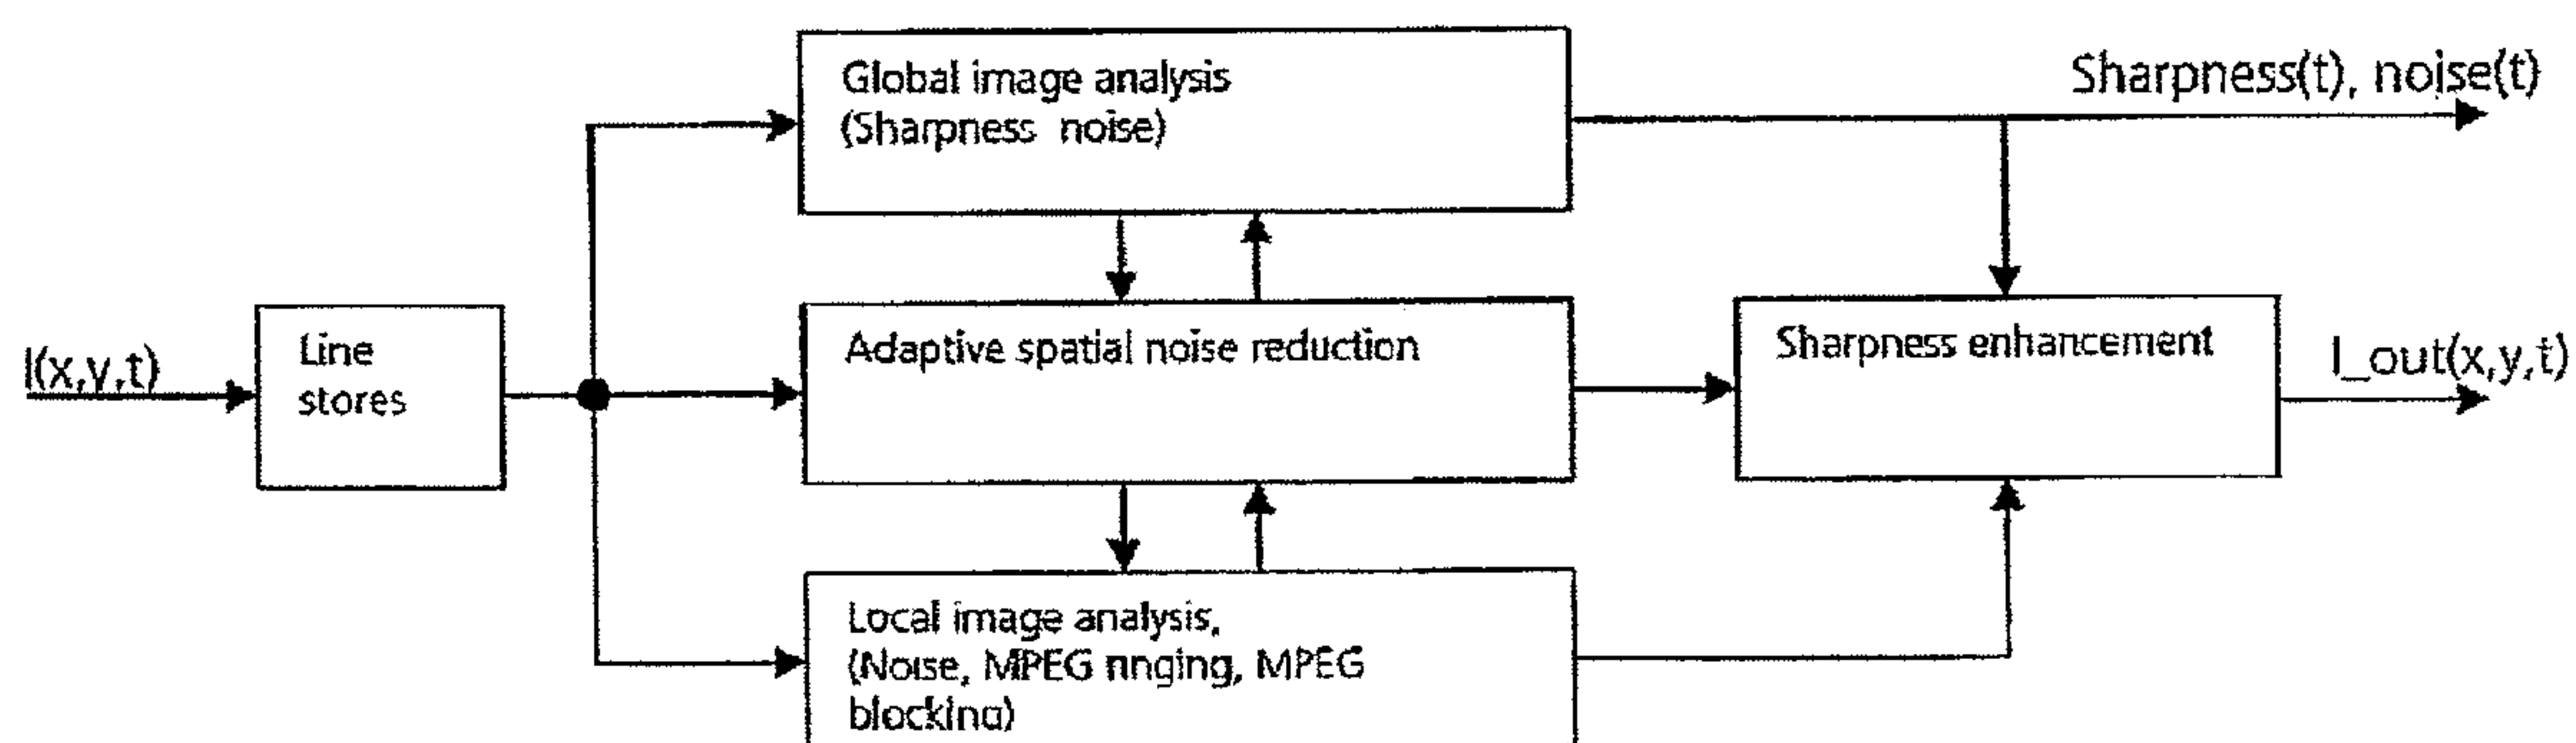 Global image analysis
(Sharpness noise)
Sharpness(t), noise(t)
I(x,y,t)
Line
stores
Adaptive spatial noise reduction
Sharpness enhancement
I_out(x,y,t)
Local image analysis,
(Noise, MPEG ringing, MPEG
blocking)